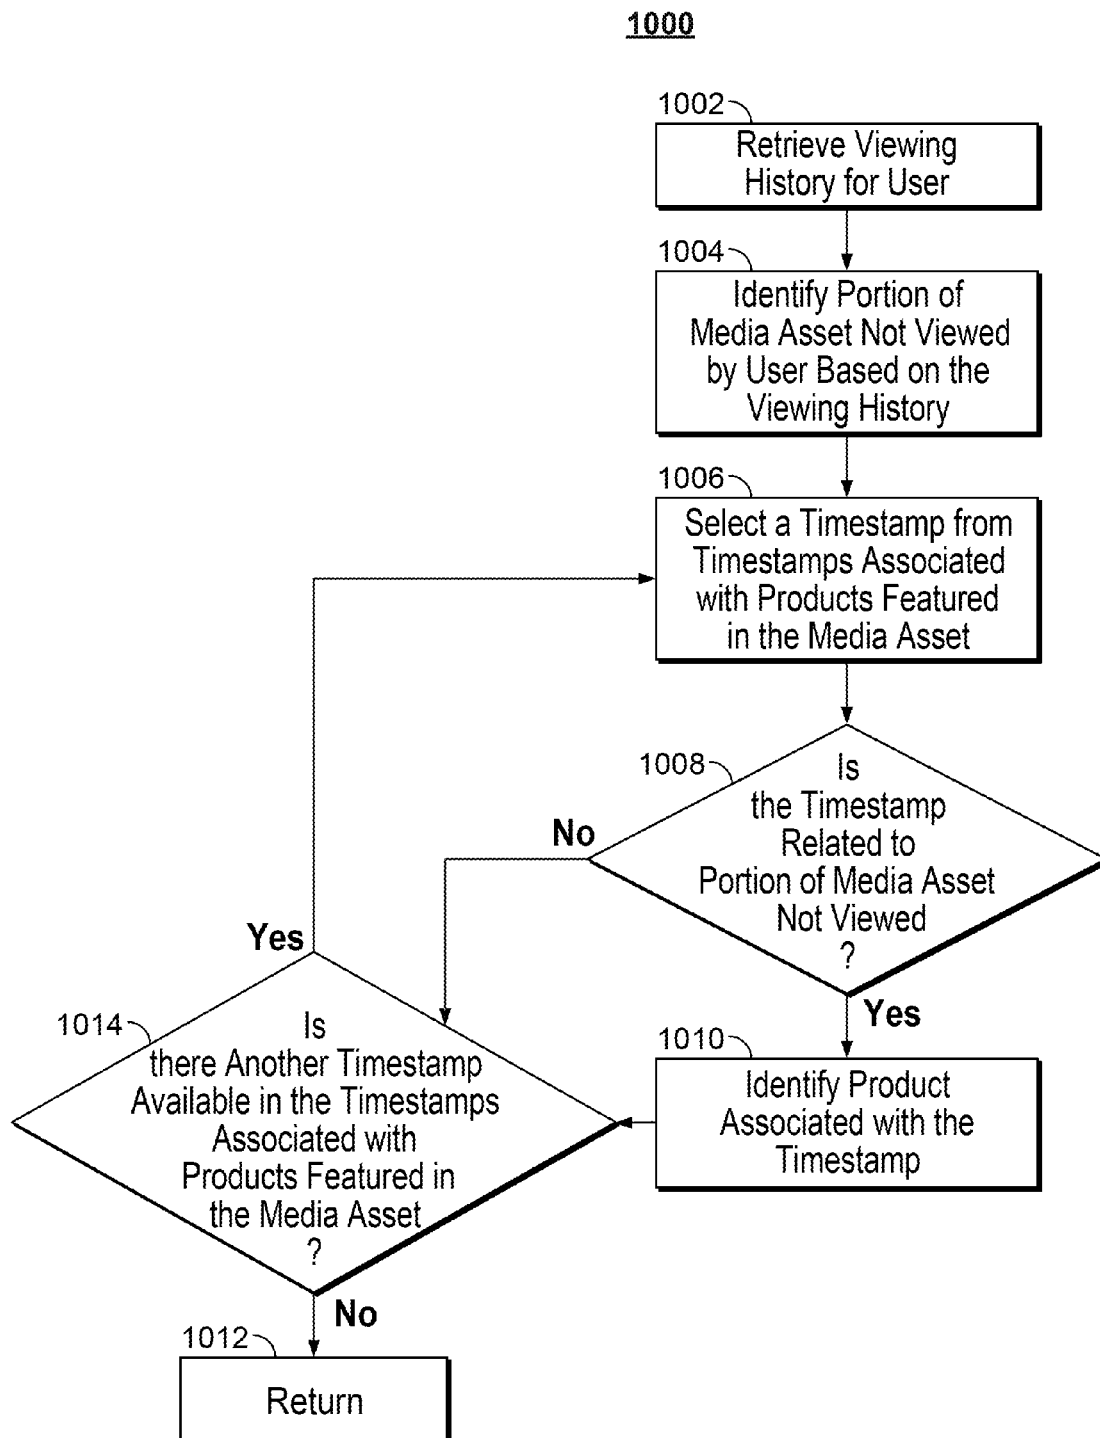 1000
1002
Retrieve Viewing
History for User
1004
Identify Portion of
Media Asset Not Viewed
by User Based on the
Viewing History
1006
Select a Timestamp from
Timestamps Associated
with Products Featured
in the Media Asset
1008
Is
the Timestamp
Related to
Portion of Media Asset
Not Viewed
?
No
Yes
1010
Identify Product
Associated with the
Timestamp
Yes
1014
Is
there Another Timestamp
Available in the Timestamps
Associated with
Products Featured in
the Media Asset
?
No
1012
Return